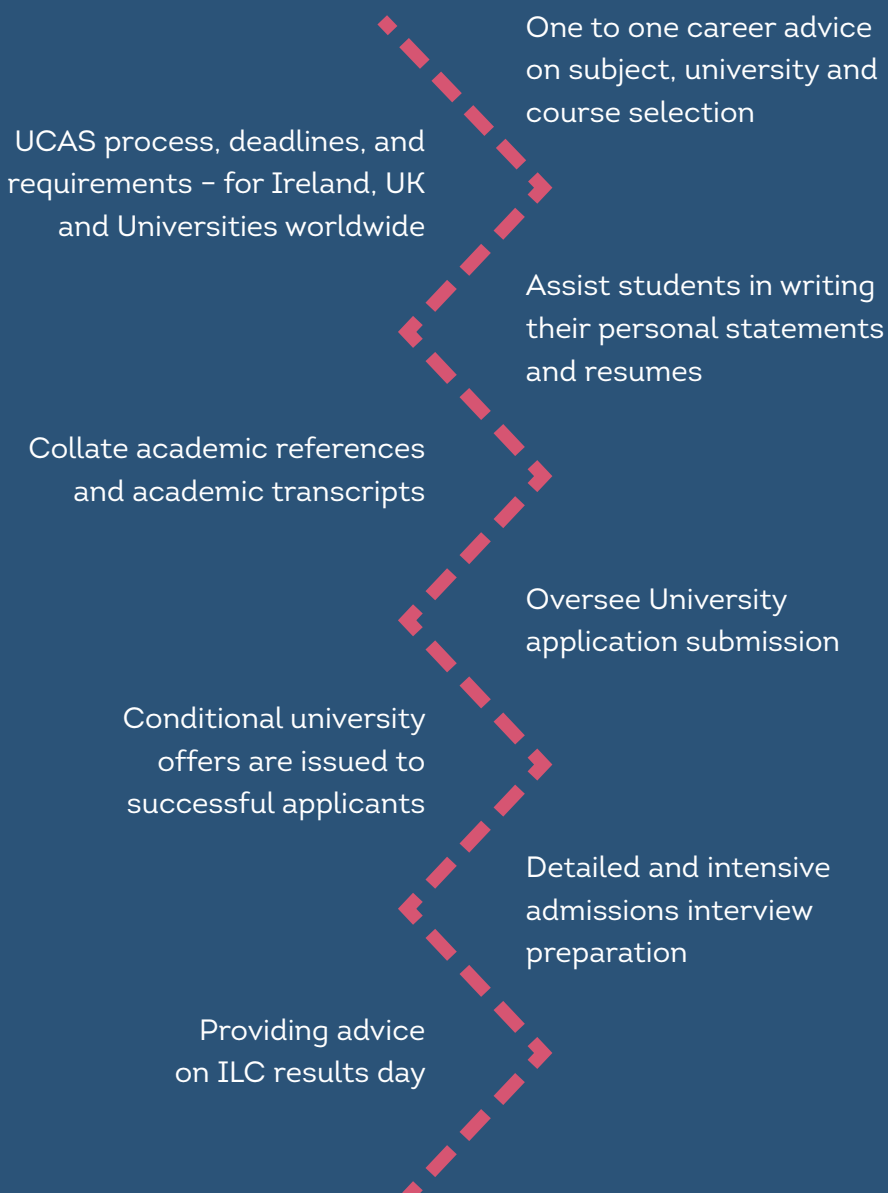 One to one career advice
on subject, university and
course selection
UCAS process, deadlines, and
requirements – for Ireland, UK
and Universities worldwide
Assist students in writing
their personal statements
and resumes
Collate academic references
and academic transcripts
Oversee University
application submission
Conditional university
offers are issued to
successful applicants
Detailed and intensive
admissions interview
preparation
Providing advice
on ILC results day